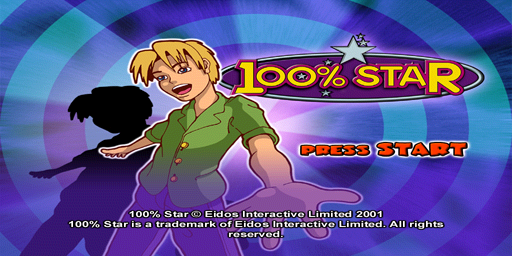 100% STAR
PRESS START
100% Star © Eidos Interactive Limited 2001
100% Star is a trademark of Eidos Interactive Limited. All rights
reserved.